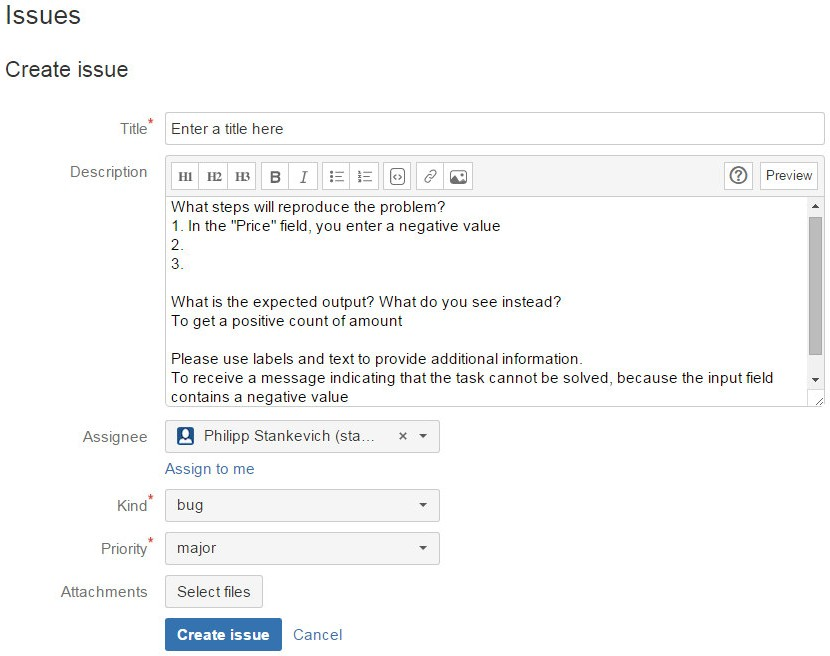 Issues
Create issue
Title*
Enter a title here
Description
H1 H2 H3 B I Preview
What steps will reproduce the problem?
1. In the "Price" field, you enter a negative value
2.
3.
What is the expected output? What do you see instead?
To get a positive count of amount
Please use labels and text to provide additional information.
To receive a message indicating that the task cannot be solved, because the input field
contains a negative value
Assignee
Philipp Stankevich (sta...
Assign to me
Kind*
bug
Priority*
major
Attachments
Select files
Create issue
Cancel